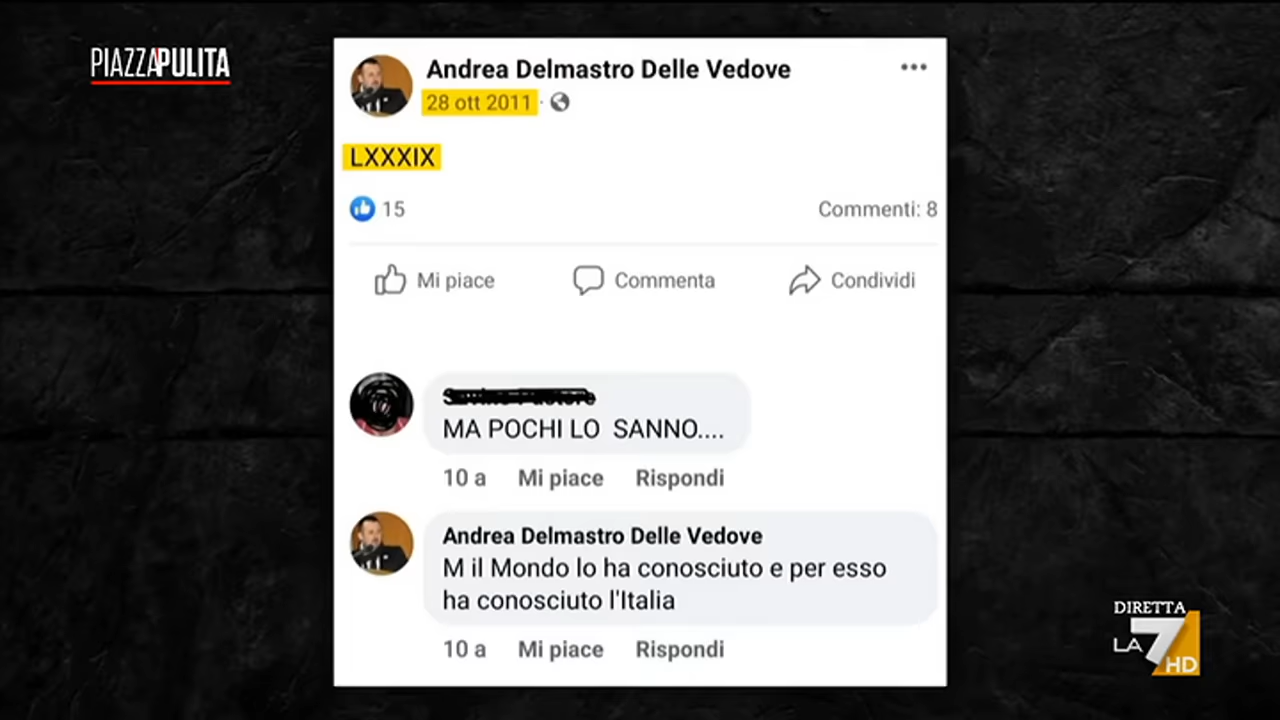 PIAZZAPULITA
Andrea Delmastro Delle Vedove
28 ott 2011 ·
LXXXIX
15
Commenti: 8
Mi piace
Commenta
Condividi
MA POCHI LO SANNO....
10 a Mi piace Rispondi
Andrea Delmastro Delle Vedove
M il Mondo lo ha conosciuto e per esso
ha conosciuto l'Italia
10 a Mi piace Rispondi
DIRETTA
LA7
HD